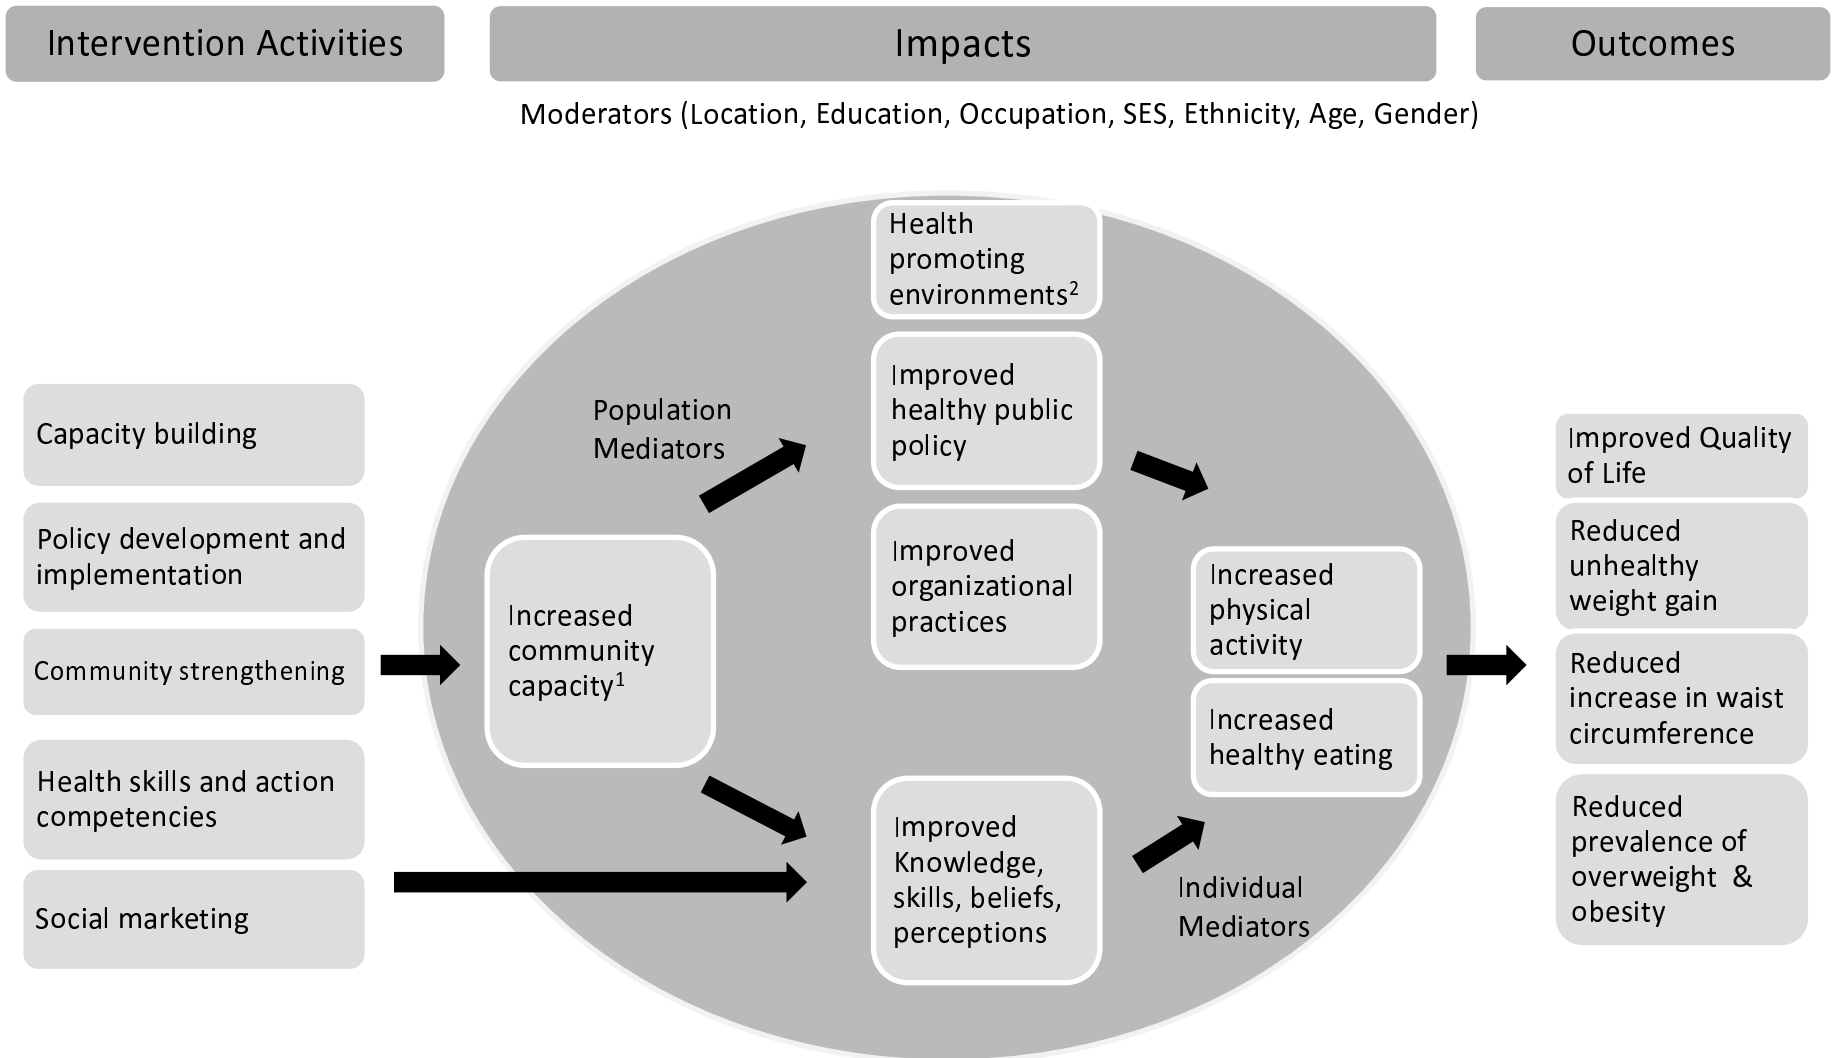 Intervention Activities
Impacts
Outcomes
Moderators (Location, Education, Occupation, SES, Ethnicity, Age, Gender)
Capacity building
Policy development and
implementation
Community strengthening
Health skills and action
competencies
Social marketing
Increased
community
capacity¹
Population
Mediators
Health
promoting
environments²
Improved
healthy public
policy
Improved
organizational
practices
Improved
Knowledge,
skills, beliefs,
perceptions
Individual
Mediators
Increased
physical
activity
Increased
healthy eating
Improved Quality
of Life
Reduced
unhealthy
weight gain
Reduced
increase in waist
circumference
Reduced
prevalence of
overweight &
obesity